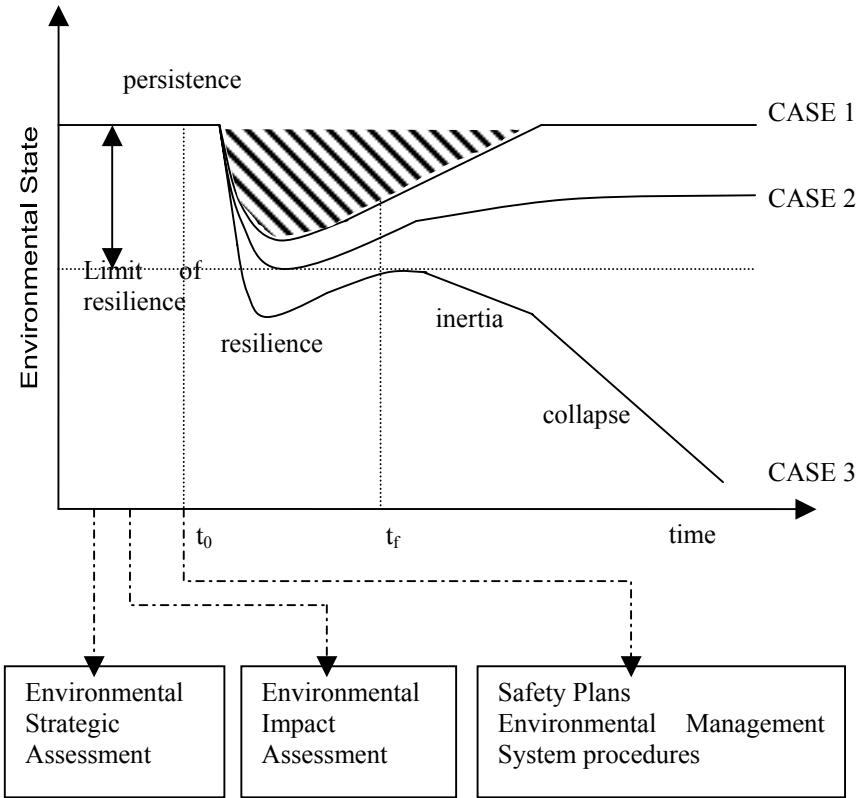 persistence
CASE 1
Environmental State
CASE 2
Limit of
resilience
resilience
inertia
collapse
CASE 3
t₀
t_f
time
Environmental
Strategic
Assessment
Environmental
Impact
Assessment
Safety Plans
Environmental Management
System procedures